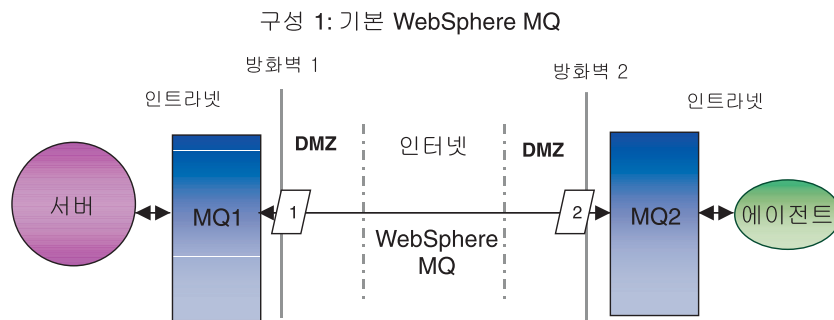 구성 1: 기본 WebSphere MQ
방화벽 1
방화벽 2
인트라넷
인트라넷
DMZ
인터넷
DMZ
서버
MQ1
1
2
MQ2
에이전트
WebSphere
MQ